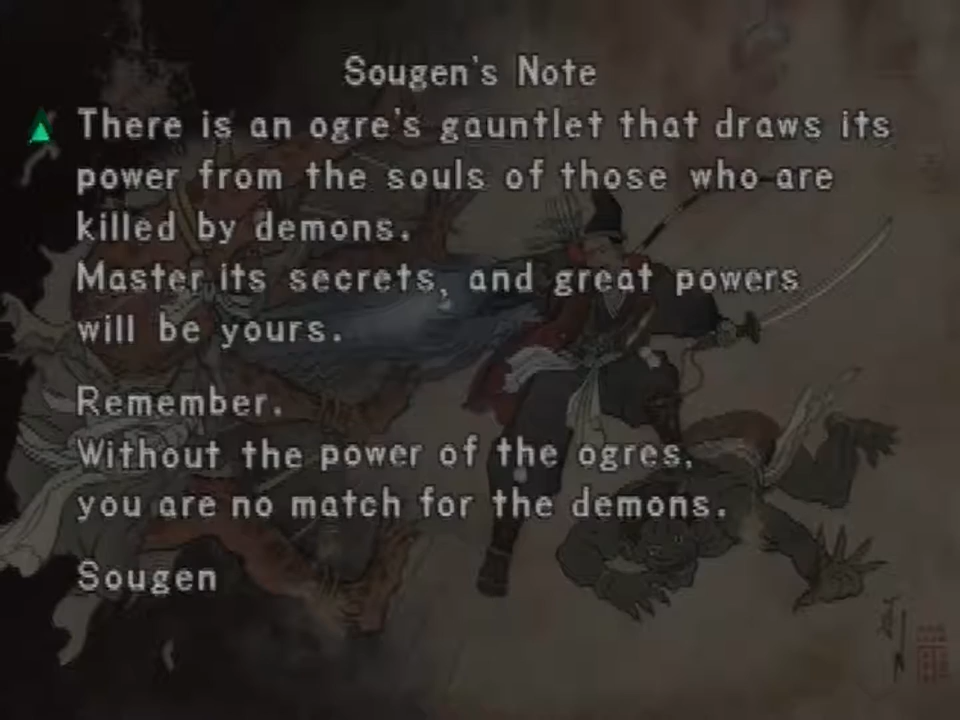 Sougen's Note
There is an ogre's gauntlet that draws its
power from the souls of those who are
killed by demons.
Master its secrets, and great powers
will be yours.
Remember.
Without the power of the ogres,
you are no match for the demons.
Sougen